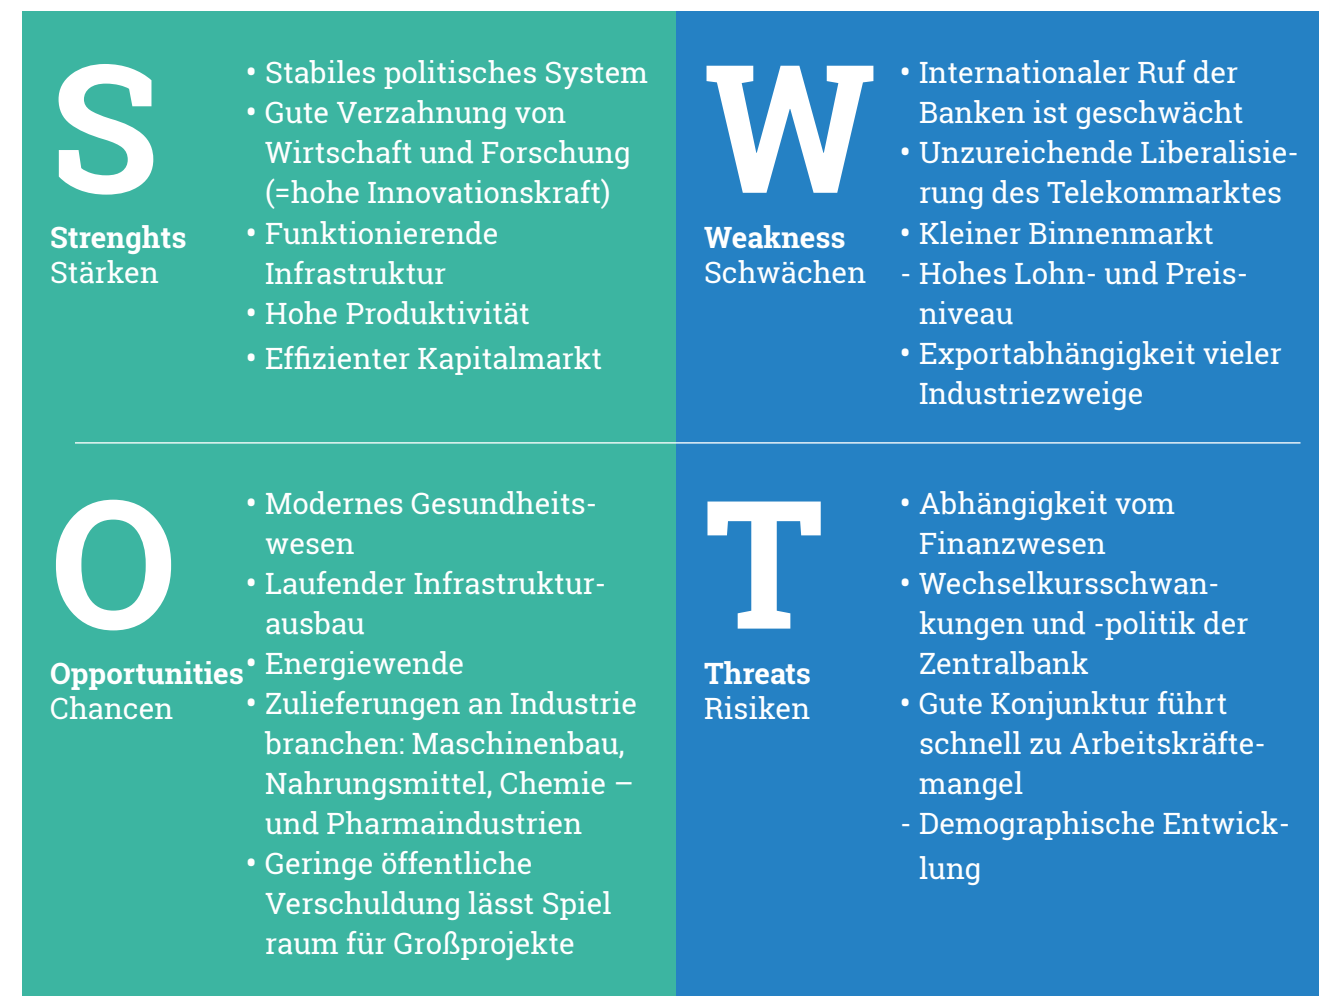 S
Strenghts
Stärken
• Stabiles politisches System
• Gute Verzahnung von
Wirtschaft und Forschung
(=hohe Innovationskraft)
• Funktionierende
Infrastruktur
• Hohe Produktivität
• Effizienter Kapitalmarkt
W
Weakness
Schwächen
• Internationaler Ruf der
Banken ist geschwächt
• Unzureichende Liberalisie-
rung des Telekommarktes
• Kleiner Binnenmarkt
- Hohes Lohn- und Preis-
niveau
• Exportabhängigkeit vieler
Industriezweige
O
Opportunities
Chancen
• Modernes Gesundheits-
wesen
• Laufender Infrastruktur-
ausbau
• Energiewende
• Zulieferungen an Industrie
branchen: Maschinenbau,
Nahrungsmittel, Chemie –
und Pharmaindustrien
• Geringe öffentliche
Verschuldung lässt Spiel
raum für Großprojekte
T
Threats
Risiken
• Abhängigkeit vom
Finanzwesen
• Wechselkursschwan-
kungen und -politik der
Zentralbank
• Gute Konjunktur führt
schnell zu Arbeitskräfte-
mangel
- Demographische Entwick-
lung